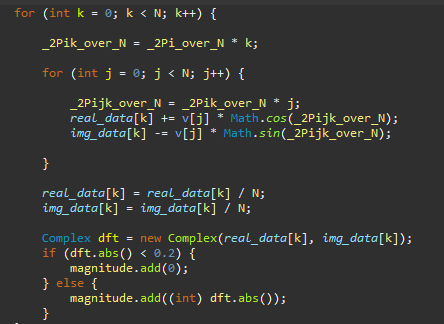 for (int k = 0; k < N; k++) {
_2Pik_over_N = _2Pi_over_N * k;
for (int j = 0; j < N; j++) {
_2Pijk_over_N = _2Pik_over_N * j;
real_data[k] += v[j] * Math.cos(_2Pijk_over_N);
img_data[k] -= v[j] * Math.sin(_2Pijk_over_N);
}
real_data[k] = real_data[k] / N;
img_data[k] = img_data[k] / N;
Complex dft = new Complex(real_data[k], img_data[k]);
if (dft.abs() < 0.2) {
magnitude.add(0);
} else {
magnitude.add((int) dft.abs());
}